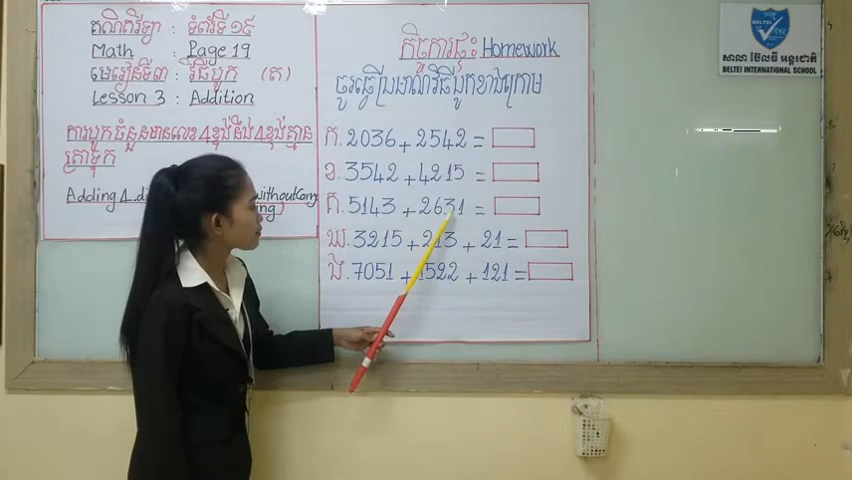 គណិតវិទ្យា : ទំព័រទី ១៩
Math : Page 19
មេរៀនទី៣ : វិធីបូក (ត)
Lesson 3 : Addition
ការបូកចំនួនមានលេខ 4 ខ្ទង់និង 4 ខ្ទង់គ្មាន
ត្រាទុក
Adding 4_di without Carry
ing)
កិច្ចការផ្ទះ Homework
ចូរធ្វើប្រមាណវិធីបូកខាងក្រោម
ក. 2036 + 2542 =
ខ. 3542 + 4215 =
គ. 5143 + 2631 =
ឃ. 3215 + 213 + 21 =
ង. 7051 + 1522 + 121 =
សាលា ប៊ែលធី អន្តរជាតិ
BELTEI INTERNATIONAL SCHOOL